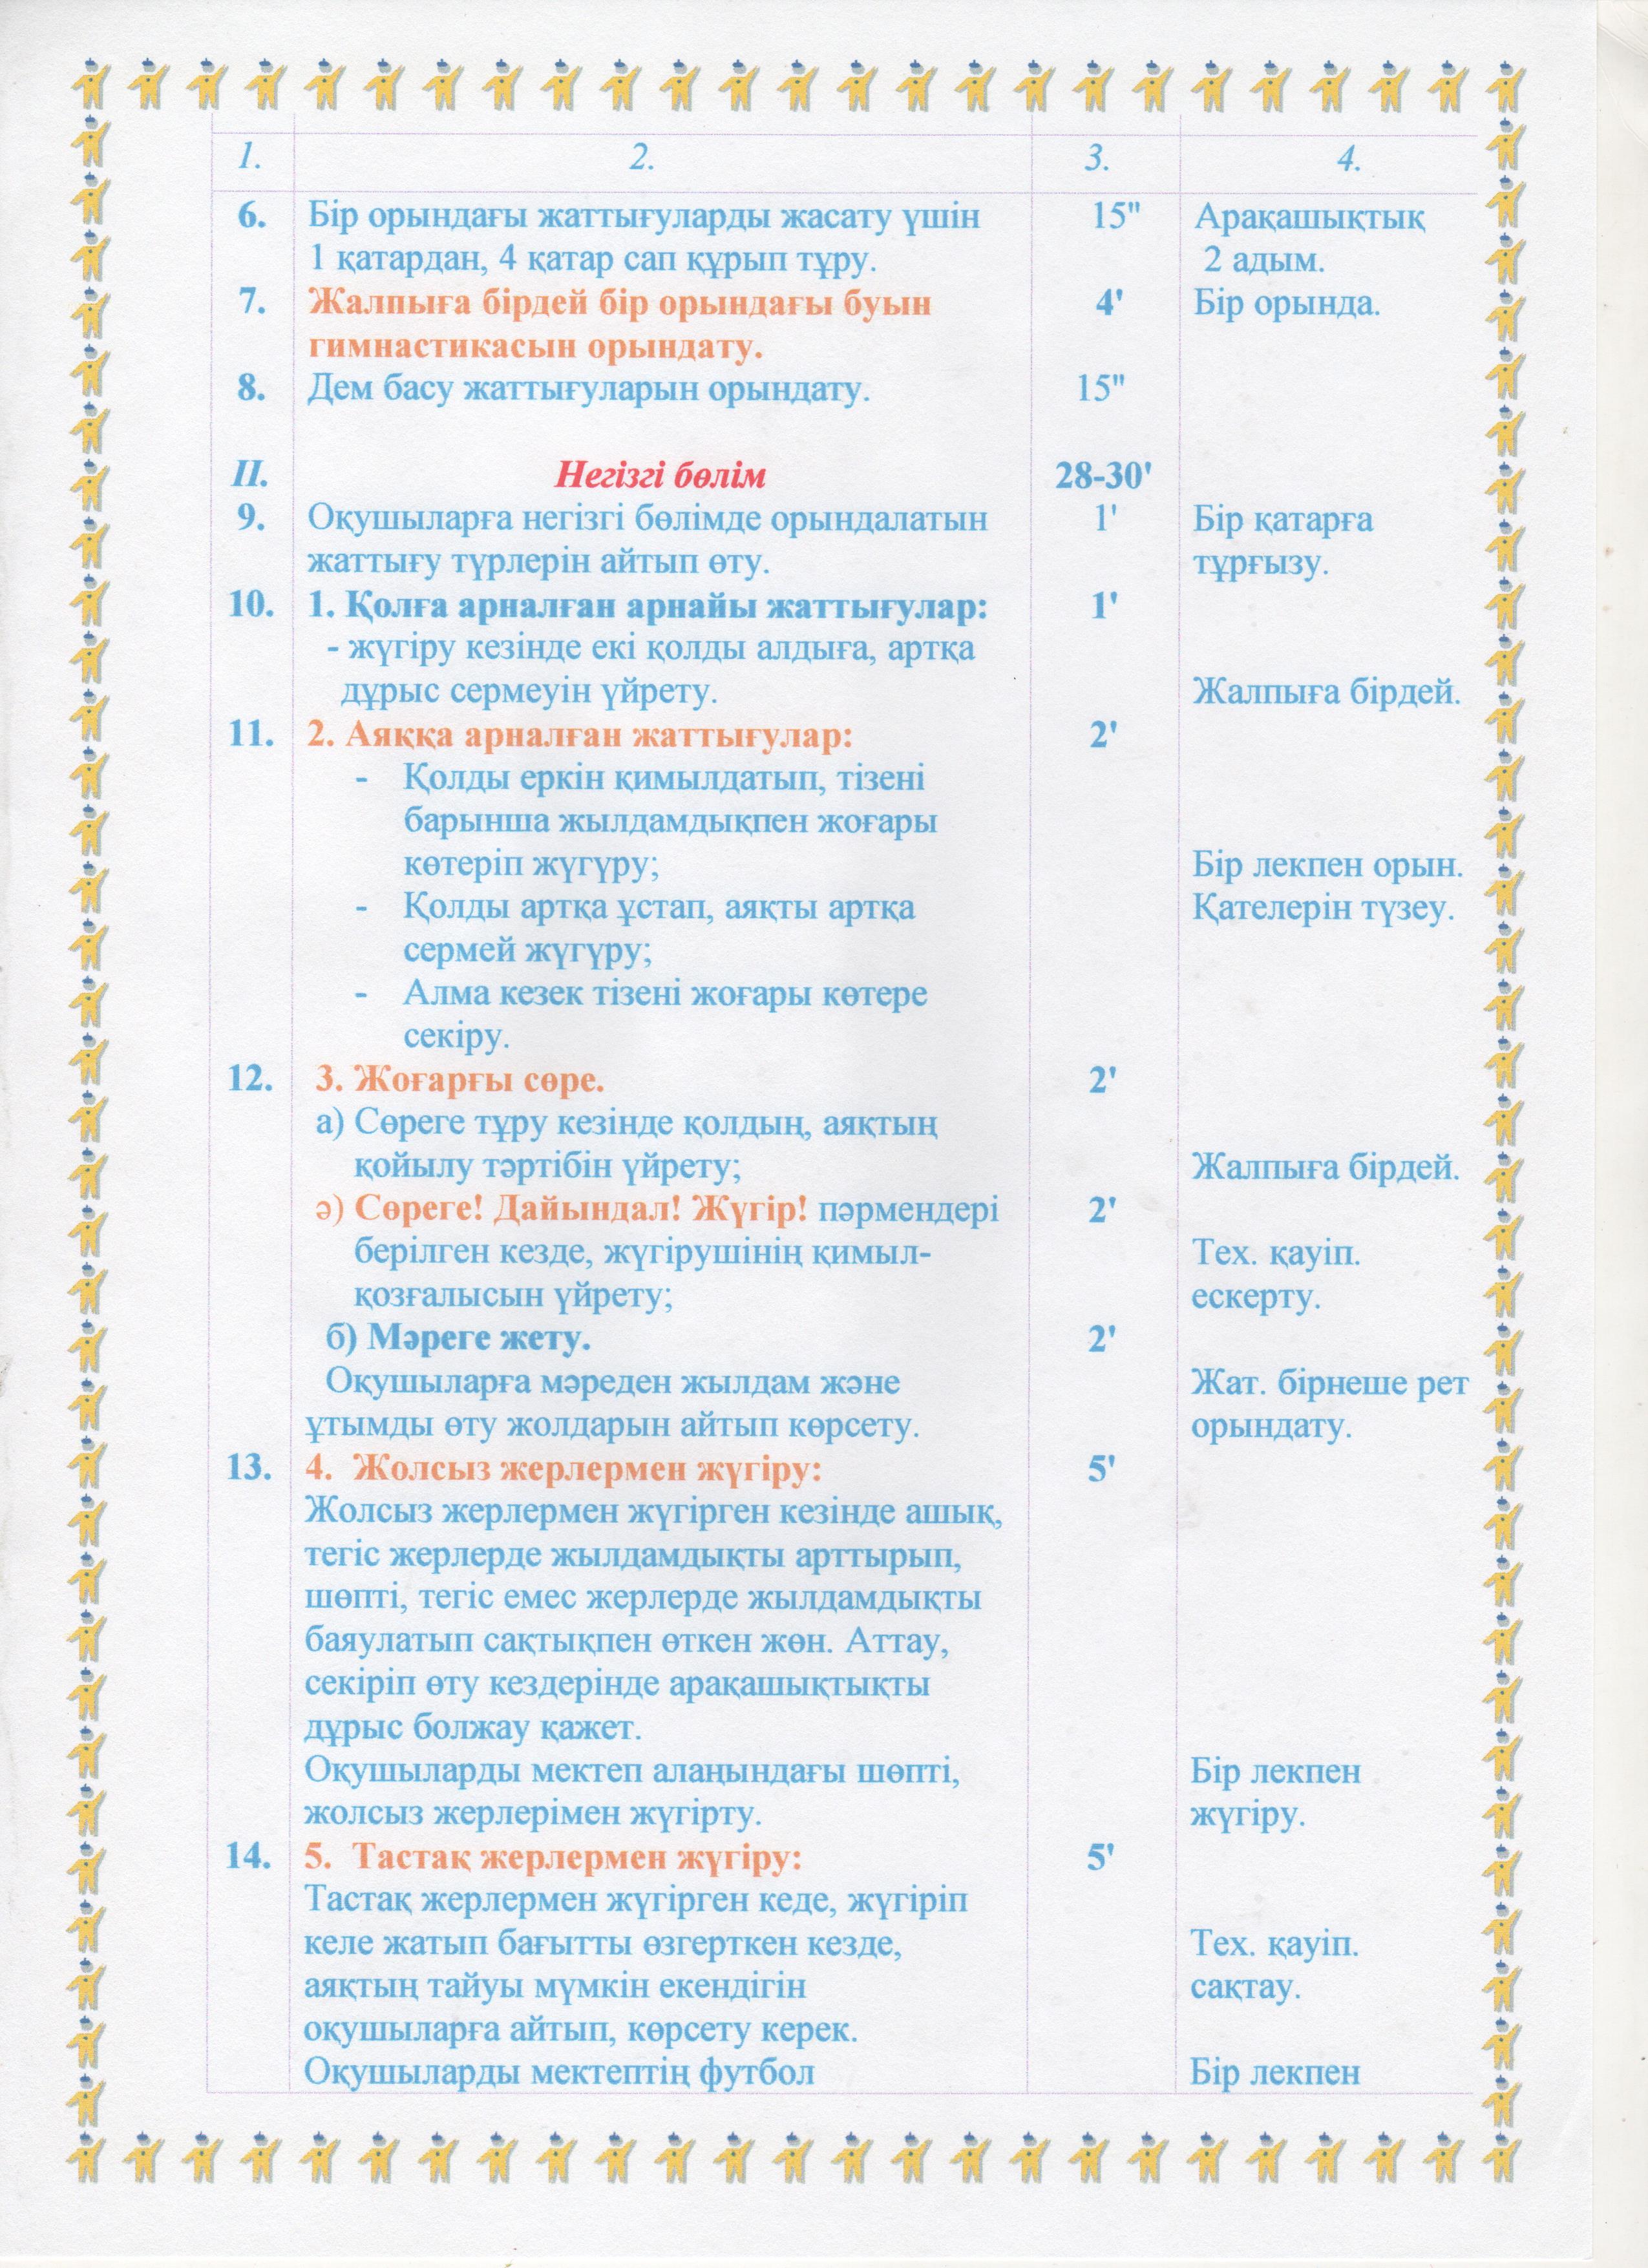 1. 2. 3. 4.
6. Бір орындағы жаттығуларды жасату үшін 15" Арақашықтық
1 қатардан, 4 қатар сап құрып тұру. 2 адым.
7. Жалпыға бірдей бір орындағы буын 4' Бір орында.
гимнастикасын орындату.
8. Дем басу жаттығуларын орындату. 15"
II. Негізгі бөлім 28-30'
9. Оқушыларға негізгі бөлімде орындалатын 1' Бір қатарға
жаттығу түрлерін айтып өту. тұрғызу.
10. 1. Қолға арналған арнайы жаттығулар: 1'
- жүгіру кезінде екі қолды алдыға, артқа
дұрыс сермеуін үйрету. Жалпыға бірдей.
11. 2. Аяққа арналған жаттығулар: 2'
- Қолды еркін қимылдатып, тізені
барынша жылдамдықпен жоғары
көтеріп жүгүру; Бір лекпен орын.
- Қолды артқа ұстап, аяқты артқа Қателерін түзеу.
сермей жүгүру;
- Алма кезек тізені жоғары көтере
секіру.
12. 3. Жоғарғы сөре. 2'
а) Сөреге тұру кезінде қолдың, аяқтың
қойылу тәртібін үйрету; Жалпыға бірдей.
ә) Сөреге! Дайындал! Жүгір! пәрмендері 2'
берілген кезде, жүгірушінің қимыл- Тех. қауіп.
қозғалысын үйрету; ескерту.
б) Мәреге жету. 2'
Оқушыларға мәреден жылдам және Жат. бірнеше рет
ұтымды өту жолдарын айтып көрсету. орындату.
13. 4. Жолсыз жерлермен жүгіру: 5'
Жолсыз жерлермен жүгірген кезінде ашық,
тегіс жерлерде жылдамдықты арттырып,
шөпті, тегіс емес жерлерде жылдамдықты
баяулатып сақтықпен өткен жөн. Аттау,
секіріп өту кездерінде арақашықтықты
дұрыс болжау қажет.
Оқушыларды мектеп алаңындағы шөпті, Бір лекпен
жолсыз жерлерімен жүгірту. жүгіру.
14. 5. Тастақ жерлермен жүгіру: 5'
Тастақ жерлермен жүгірген кеде, жүгіріп
келе жатып бағытты өзгерткен кезде, Тех. қауіп.
аяқтың тайуы мүмкін екендігін сақтау.
оқушыларға айтып, көрсету керек.
Оқушыларды мектептің футбол Бір лекпен